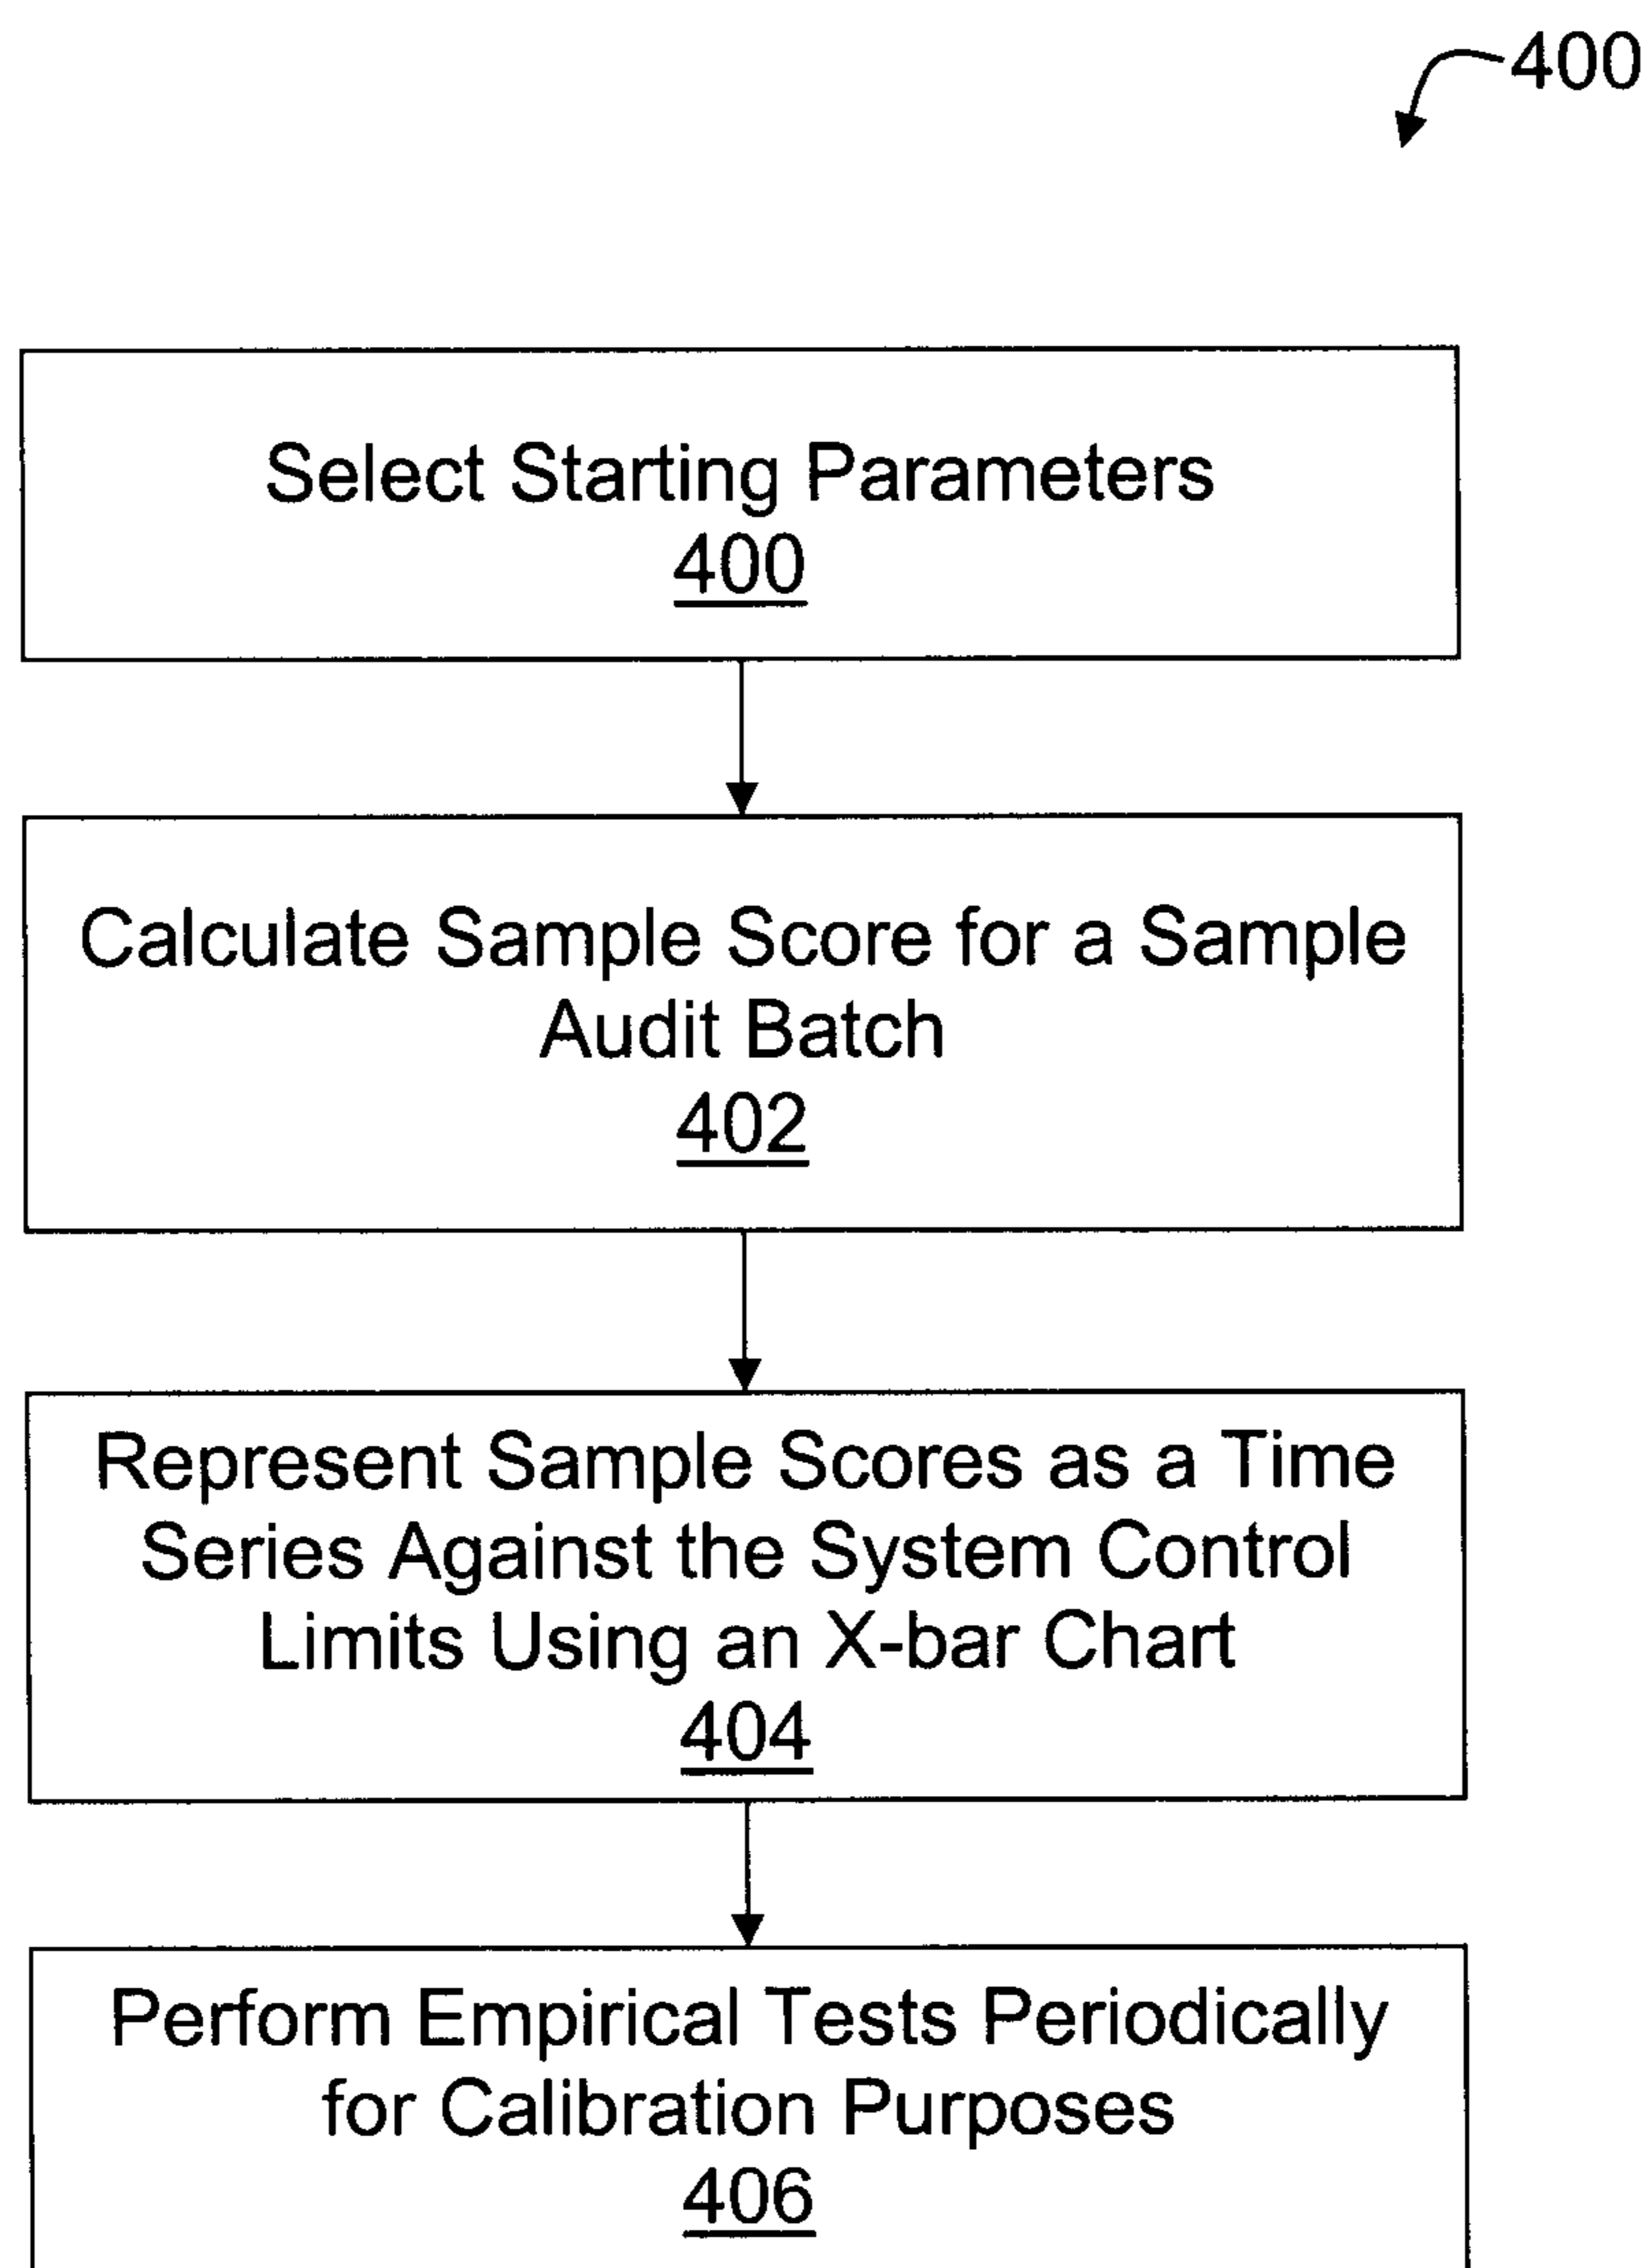 400
Select Starting Parameters
400
Calculate Sample Score for a Sample
Audit Batch
402
Represent Sample Scores as a Time
Series Against the System Control
Limits Using an X-bar Chart
404
Perform Empirical Tests Periodically
for Calibration Purposes
406